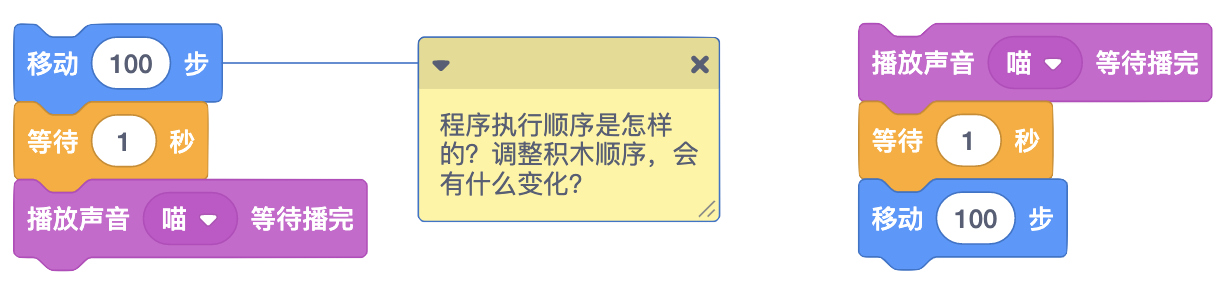 移动 100 步
等待 1 秒
播放声音 喵 等待播完
程序执行顺序是怎样
的？调整积木顺序，会
有什么变化？
播放声音 喵 等待播完
等待 1 秒
移动 100 步